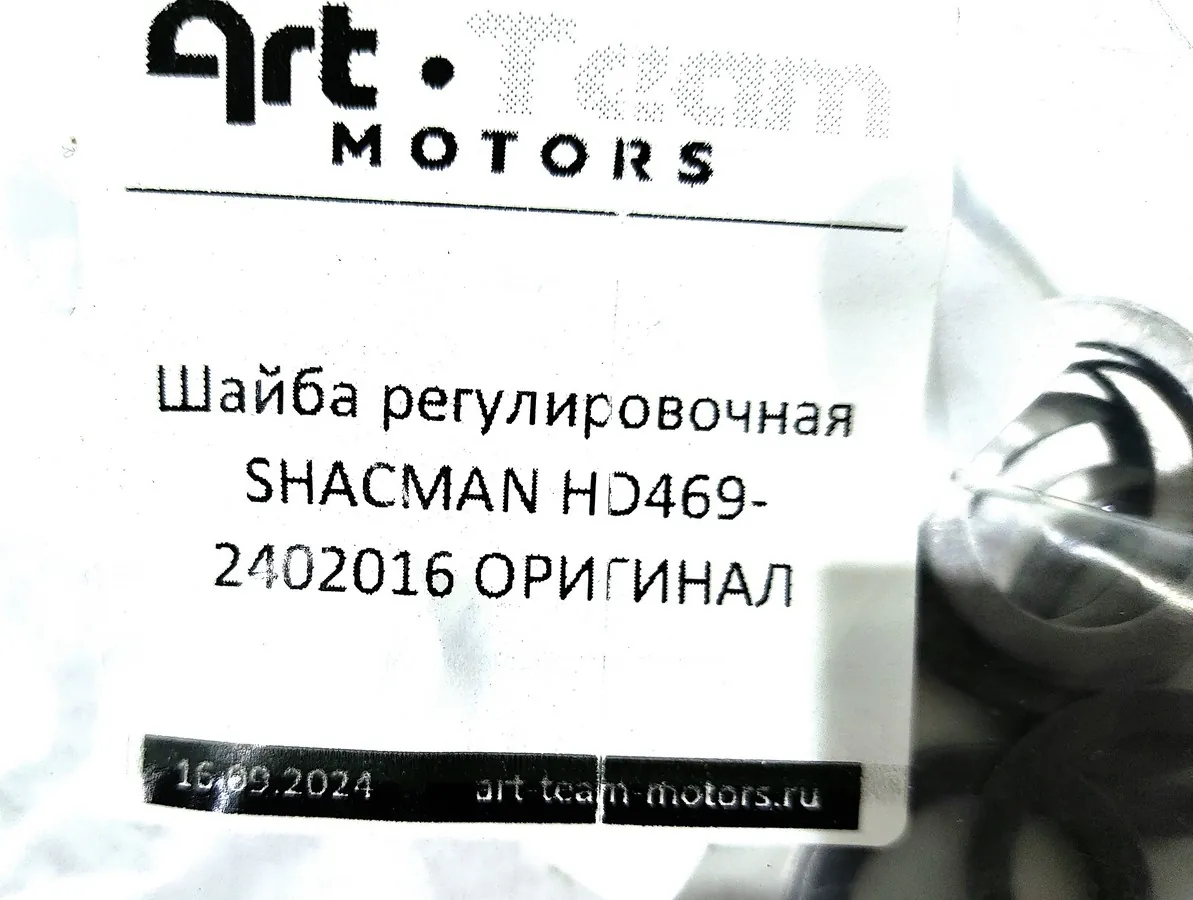 art · Team
MOTORS
Шайба регулировочная
SHACMAN HD469-
2402016 ОРИГИНАЛ
16.09.2024 art-team-motors.ru